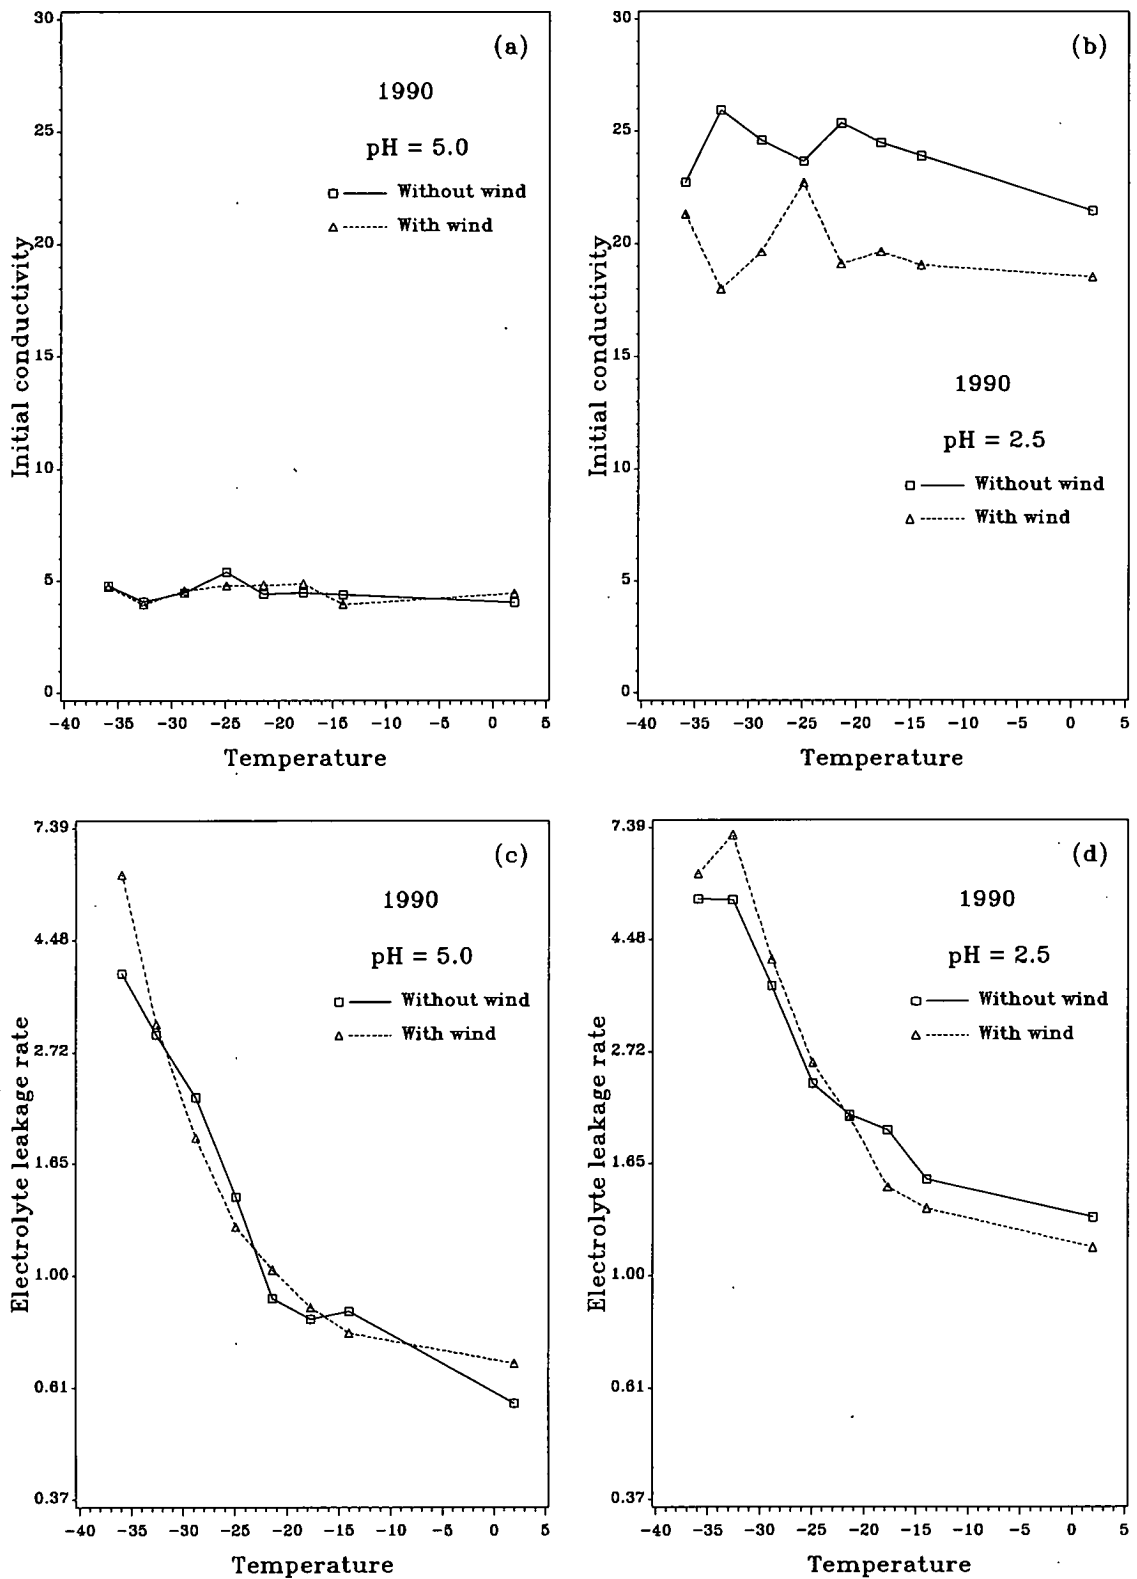 (a)
1990
pH = 5.0
Without wind
With wind
Initial conductivity
30
25
20
15
10
5
0
-40 -35 -30 -25 -20 -15 -10 -5 0 5
Temperature
(b)
1990
pH = 2.5
Without wind
With wind
Initial conductivity
30
25
20
15
10
5
0
-40 -35 -30 -25 -20 -15 -10 -5 0 5
Temperature
(c)
1990
pH = 5.0
Without wind
With wind
Electrolyte leakage rate
7.39
4.48
2.72
1.65
1.00
0.61
0.37
-40 -35 -30 -25 -20 -15 -10 -5 0 5
Temperature
(d)
1990
pH = 2.5
Without wind
With wind
Electrolyte leakage rate
7.39
4.48
2.72
1.65
1.00
0.61
0.37
-40 -35 -30 -25 -20 -15 -10 -5 0 5
Temperature